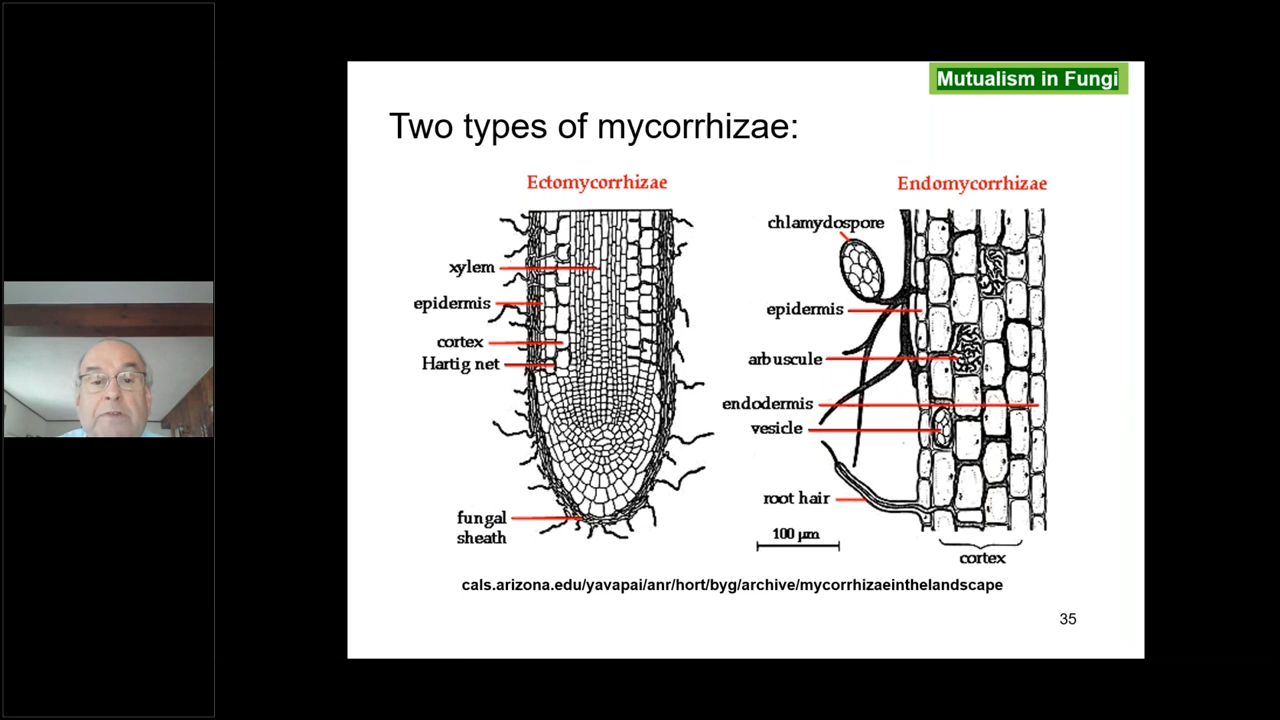 Mutualism in Fungi
Two types of mycorrhizae:
Ectomycorrhizae
xylem
epidermis
cortex
Hartig net
fungal
sheath
Endomycorrhizae
chlamydospore
epidermis
arbuscule
endodermis
vesicle
root hair
100 µm
cortex
cals.arizona.edu/yavapai/anr/hort/byg/archive/mycorrhizaeinthelandscape
35